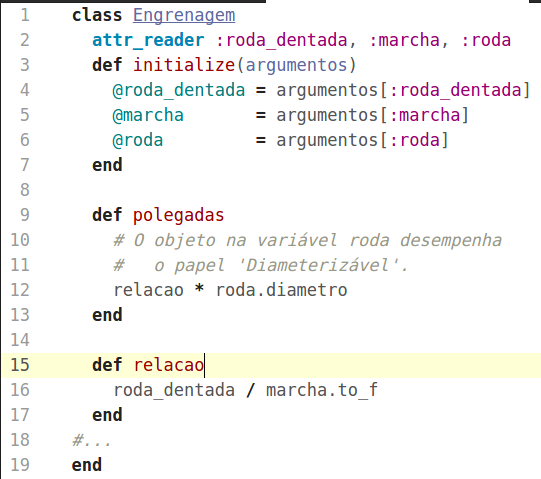 1 class Engrenagem
2 attr_reader :roda_dentada, :marcha, :roda
3 def initialize(argumentos)
4 @roda_dentada = argumentos[:roda_dentada]
5 @marcha = argumentos[:marcha]
6 @roda = argumentos[:roda]
7 end
8
9 def polegadas
10 # O objeto na variável roda desempenha
11 # o papel 'Diameterizável'.
12 relacao * roda.diametro
13 end
14
15 def relacao
16 roda_dentada / marcha.to_f
17 end
18 #...
19 end